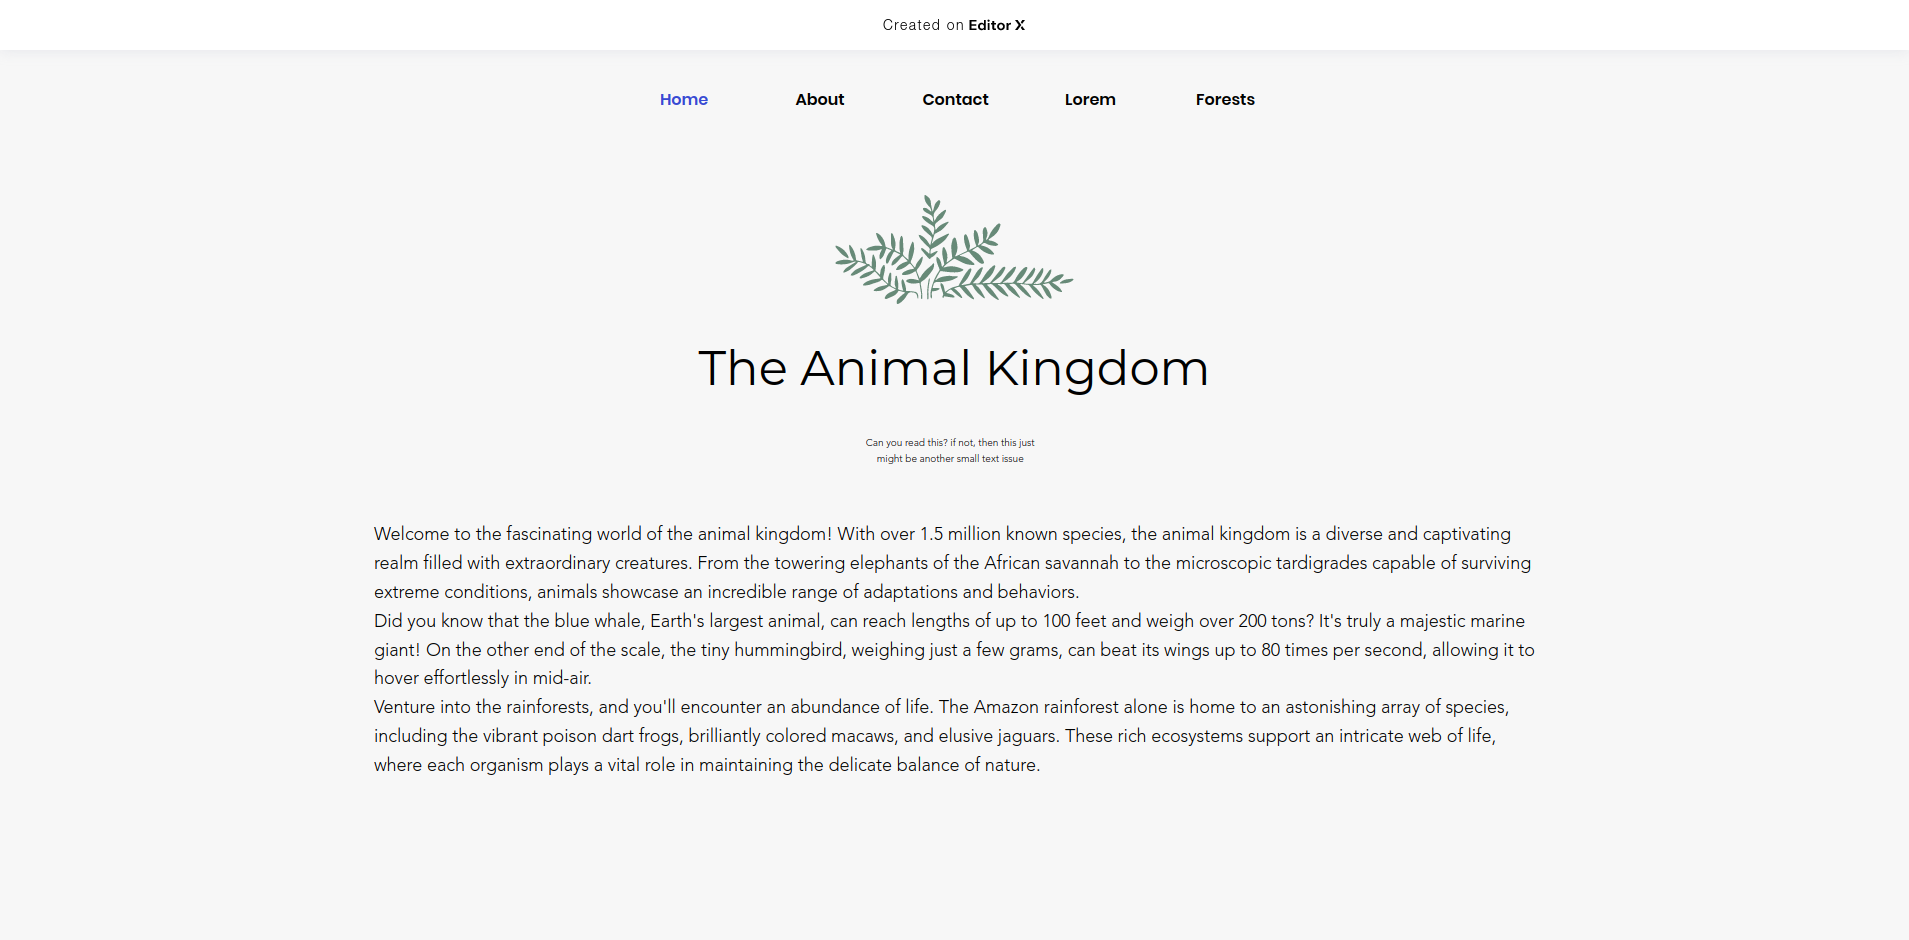 Created on Editor X
Home About Contact Lorem Forests
The Animal Kingdom
Can you read this? if not, then this just
might be another small text issue
Welcome to the fascinating world of the animal kingdom! With over 1.5 million known species, the animal kingdom is a diverse and captivating
realm filled with extraordinary creatures. From the towering elephants of the African savannah to the microscopic tardigrades capable of surviving
extreme conditions, animals showcase an incredible range of adaptations and behaviors.
Did you know that the blue whale, Earth's largest animal, can reach lengths of up to 100 feet and weigh over 200 tons? It's truly a majestic marine
giant! On the other end of the scale, the tiny hummingbird, weighing just a few grams, can beat its wings up to 80 times per second, allowing it to
hover effortlessly in mid-air.
Venture into the rainforests, and you'll encounter an abundance of life. The Amazon rainforest alone is home to an astonishing array of species,
including the vibrant poison dart frogs, brilliantly colored macaws, and elusive jaguars. These rich ecosystems support an intricate web of life,
where each organism plays a vital role in maintaining the delicate balance of nature.